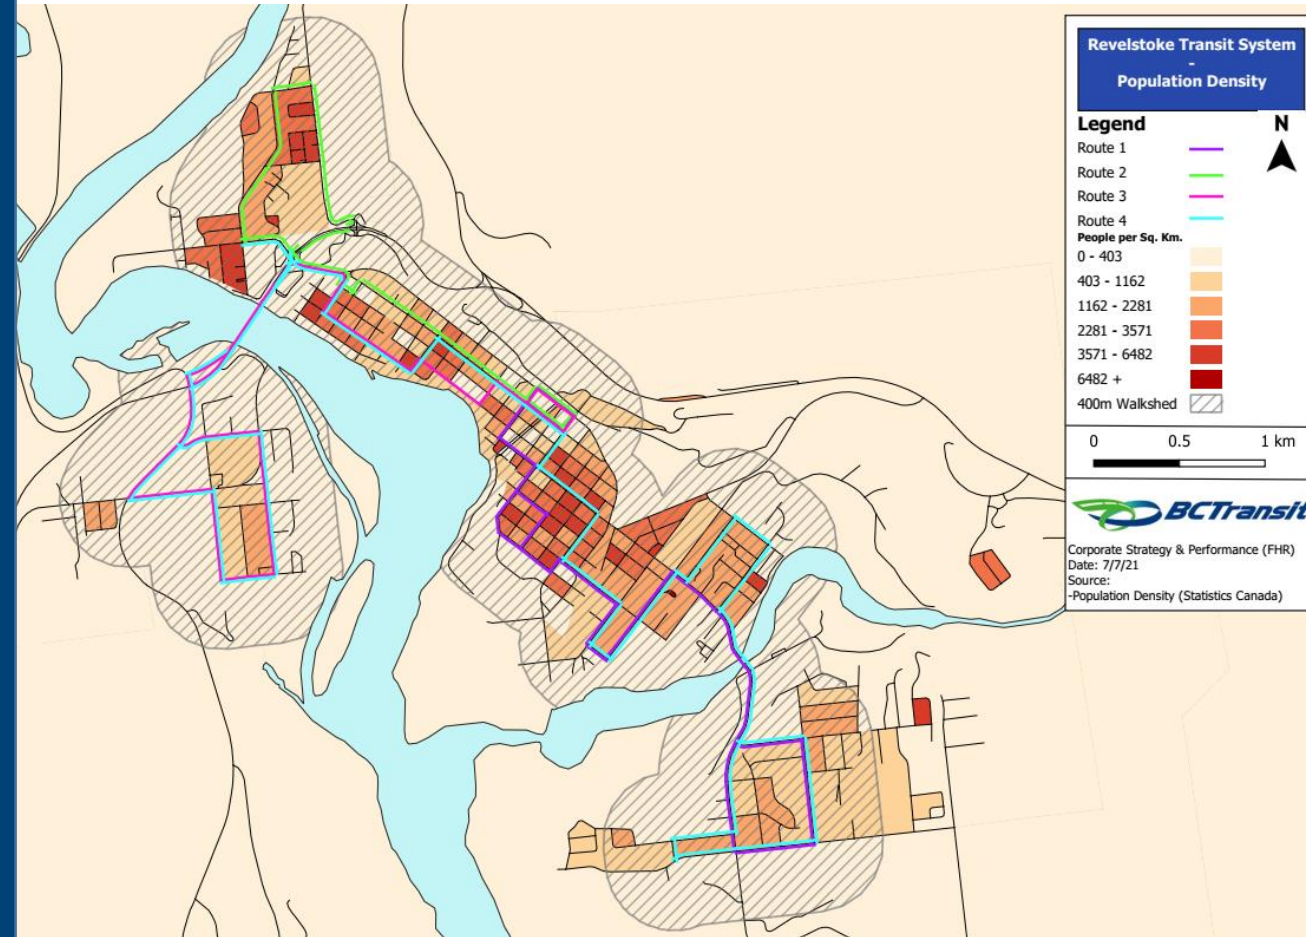 Revelstoke Transit System
-
Population Density
Legend
N
Route 1
Route 2
Route 3
Route 4
People per Sq. Km.
0 - 403
403 - 1162
1162 - 2281
2281 - 3571
3571 - 6482
6482 +
400m Walkshed
0 0.5 1 km
BCTransit
Corporate Strategy & Performance (FHR)
Date: 7/7/21
Source:
-Population Density (Statistics Canada)